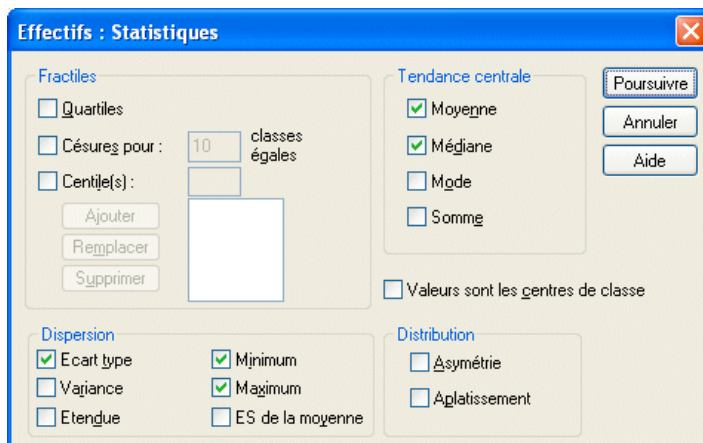 Effectifs : Statistiques
Fractiles
Quartiles
Césures pour :
10
classes
égales
Centile(s) :
Ajouter
Remplacer
Supprimer
Tendance centrale
Moyenne
Médiane
Mode
Somme
Poursuivre
Annuler
Aide
Valeurs sont les centres de classe
Dispersion
Ecart type
Minimum
Variance
Maximum
Etendue
ES de la moyenne
Distribution
Asymétrie
Aplatissement